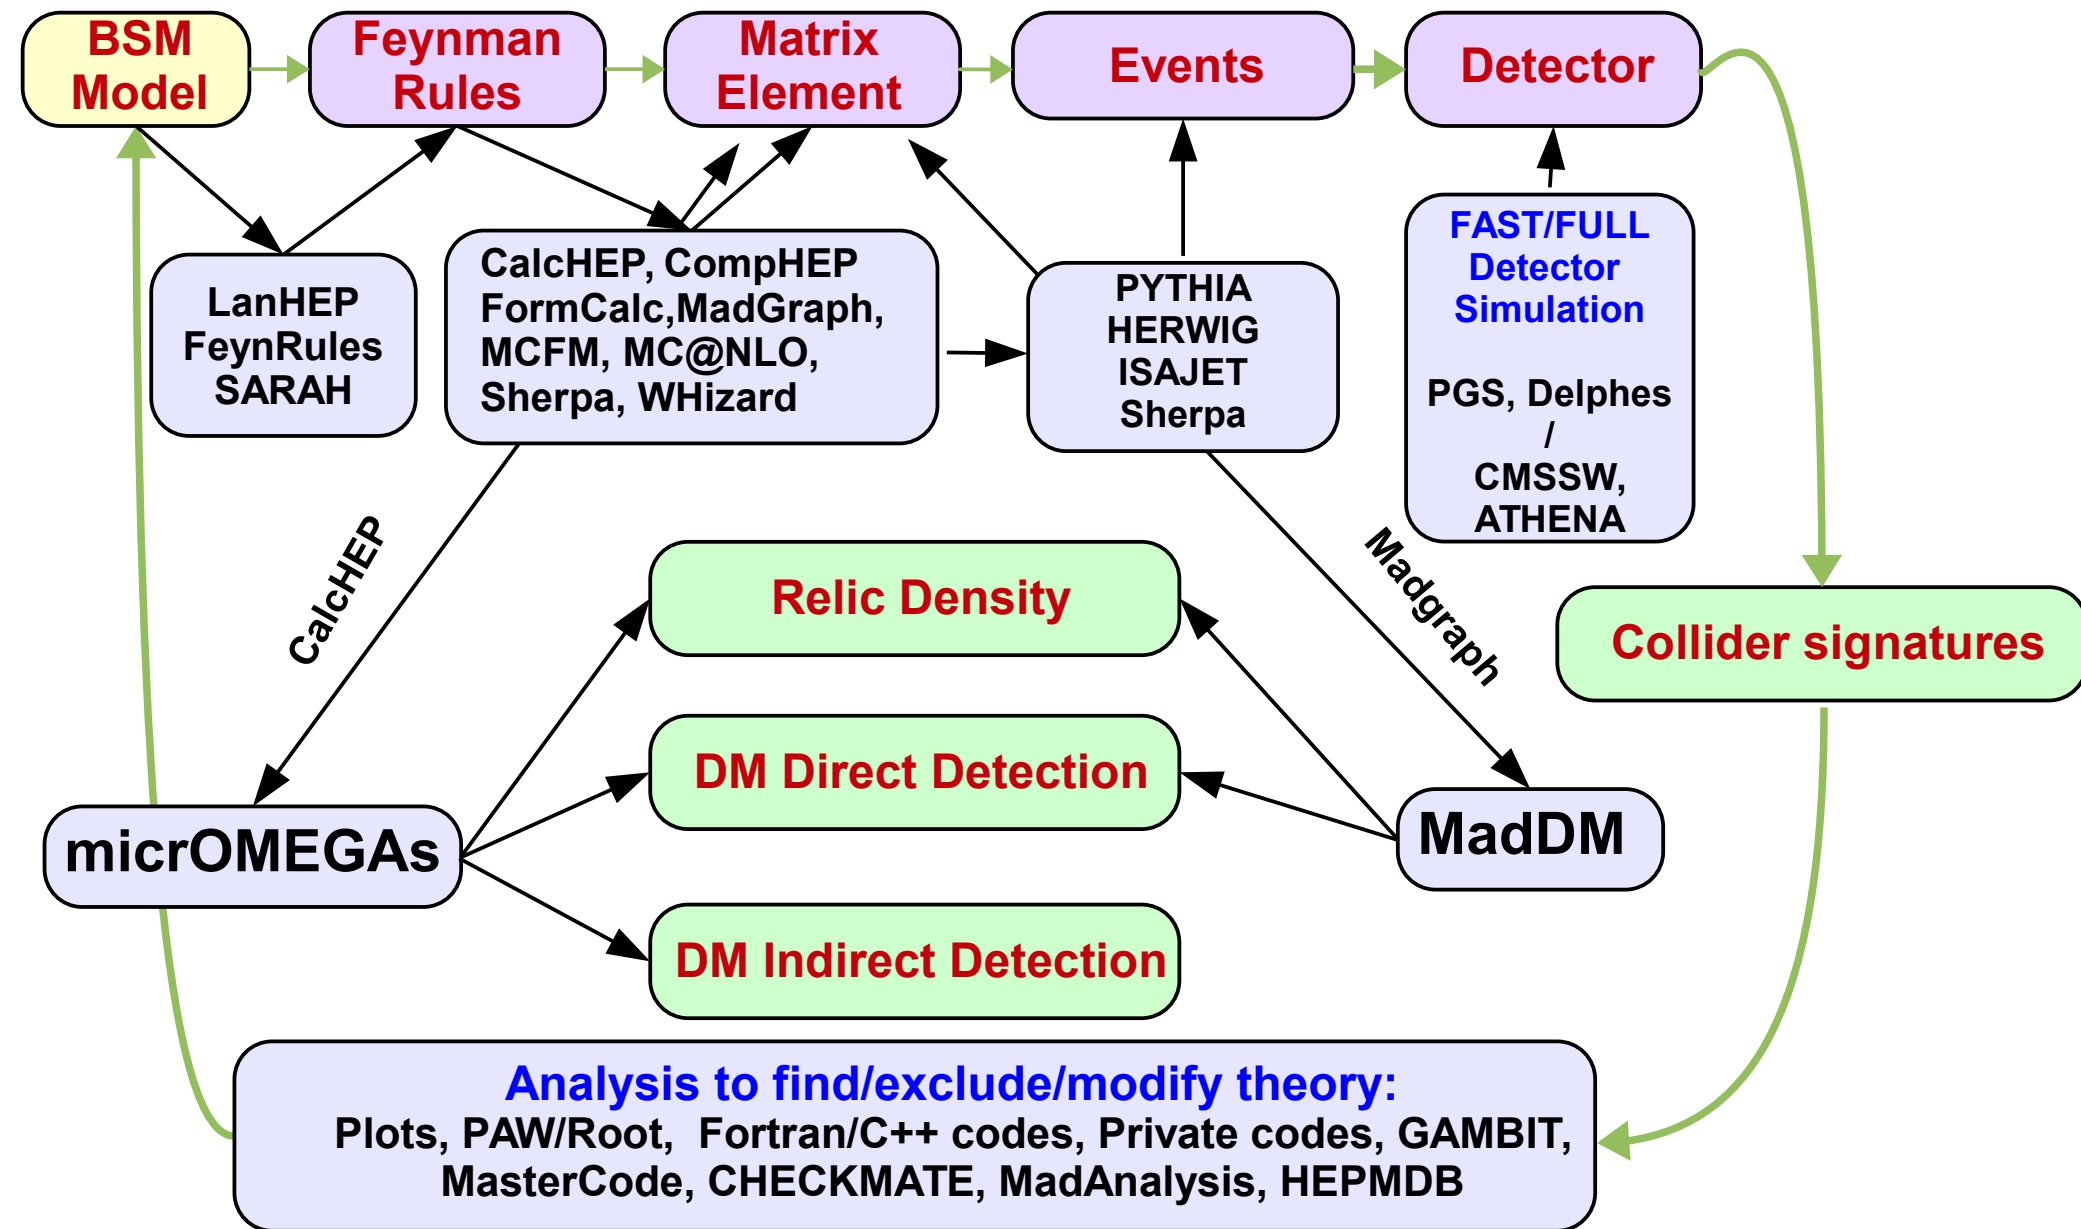 BSM
Model
Feynman
Rules
Matrix
Element
Events
Detector
LanHEP
FeynRules
SARAH
CalcHEP, CompHEP
FormCalc,MadGraph,
MCFM, MC@NLO,
Sherpa, WHizard
PYTHIA
HERWIG
ISAJET
Sherpa
FAST/FULL
Detector
Simulation
PGS, Delphes
/
CMSSW,
ATHENA
CalcHEP
Madgraph
Relic Density
Collider signatures
DM Direct Detection
micrOMEGAs
MadDM
DM Indirect Detection
Analysis to find/exclude/modify theory:
Plots, PAW/Root,  Fortran/C++ codes, Private codes, GAMBIT,
MasterCode, CHECKMATE, MadAnalysis, HEPMDB